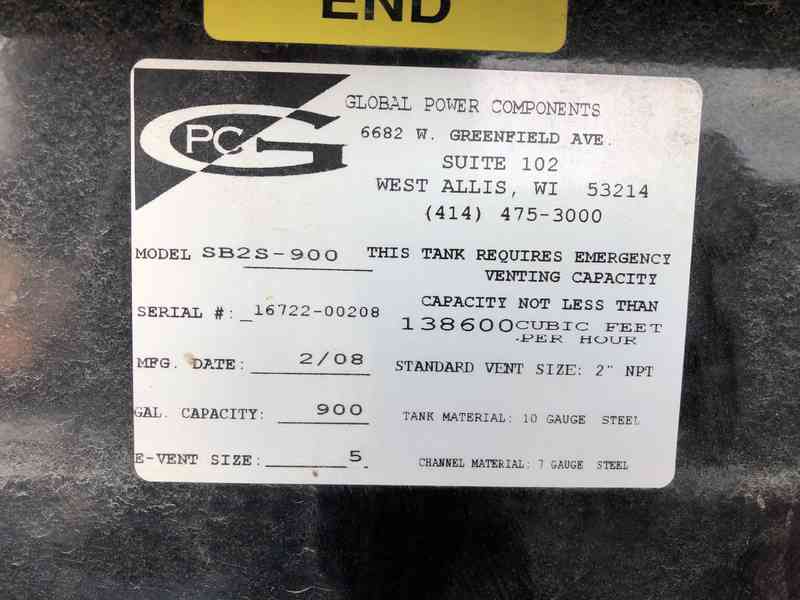 END
PCG
GLOBAL POWER COMPONENTS
6682 W. GREENFIELD AVE.
SUITE 102
WEST ALLIS, WI 53214
(414) 475-3000
MODEL SB2S-900
THIS TANK REQUIRES EMERGENCY
VENTING CAPACITY
CAPACITY NOT LESS THAN
138600 CUBIC FEET
PER HOUR
SERIAL #: 16722-00208
MFG. DATE: 2/08
STANDARD VENT SIZE: 2" NPT
GAL. CAPACITY: 900
TANK MATERIAL: 10 GAUGE STEEL
E-VENT SIZE: 5
CHANNEL MATERIAL: 7 GAUGE STEEL